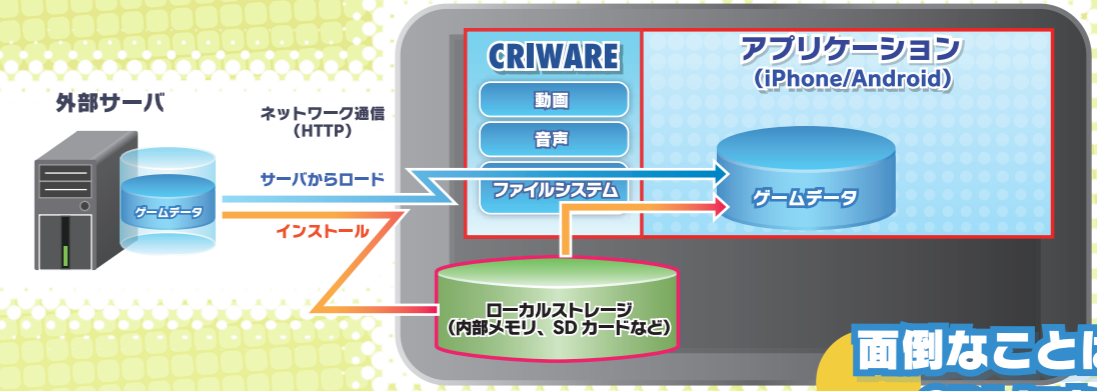 外部サーバ
ゲームデータ
ネットワーク通信
(HTTP)
サーバからロード
インストール
CRIWARE
動画
音声
ファイルシステム
アプリケーション
(iPhone/Android)
ゲームデータ
ローカルストレージ
(内部メモリ、SDカードなど)
面倒なことは